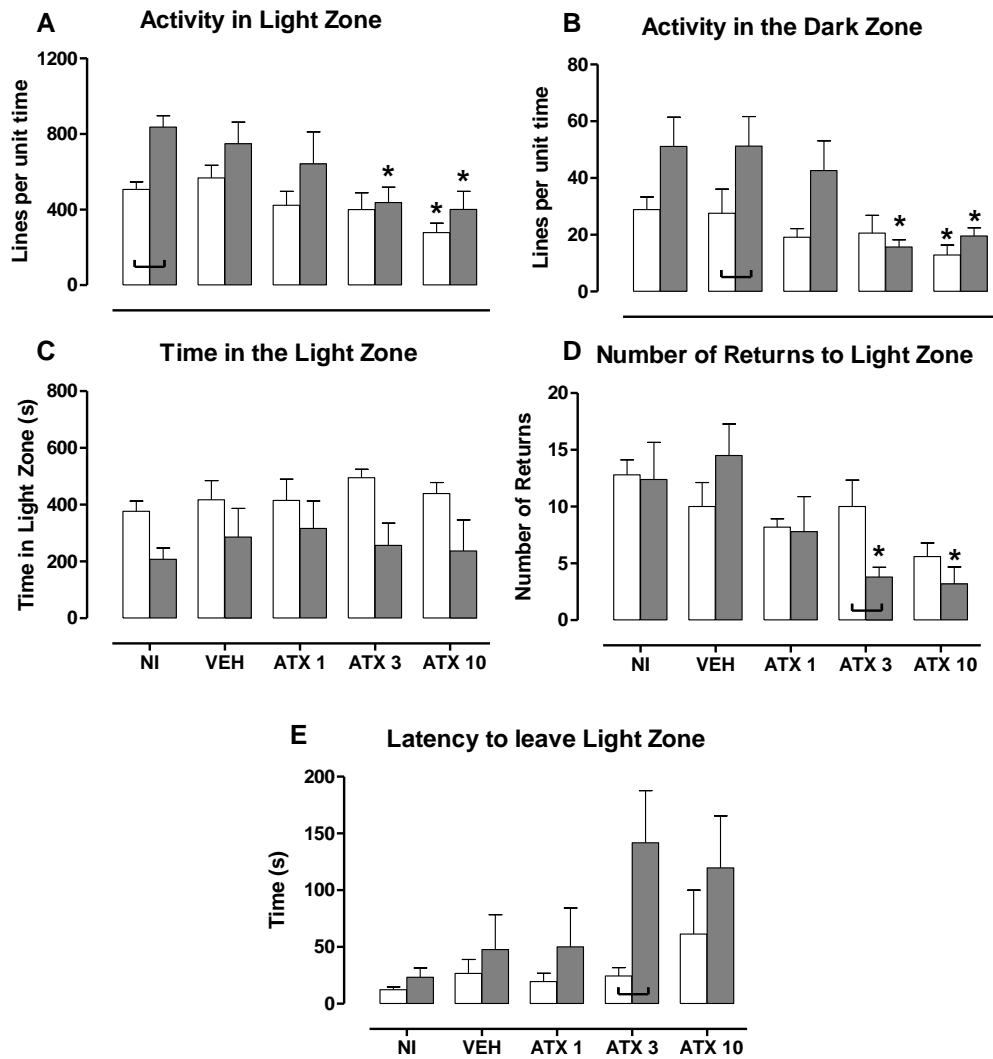 A
Activity in Light Zone
1200
800
400
0
Lines per unit time
*
*
*
B
Activity in the Dark Zone
80
60
40
20
0
Lines per unit time
*
*
*
C
Time in the Light Zone
800
600
400
200
0
Time in Light Zone (s)
NI VEH ATX 1 ATX 3 ATX 10
D
Number of Returns to Light Zone
20
15
10
5
0
Number of Returns
*
*
NI VEH ATX 1 ATX 3 ATX 10
E
Latency to leave Light Zone
200
150
100
50
0
Time (s)
NI VEH ATX 1 ATX 3 ATX 10